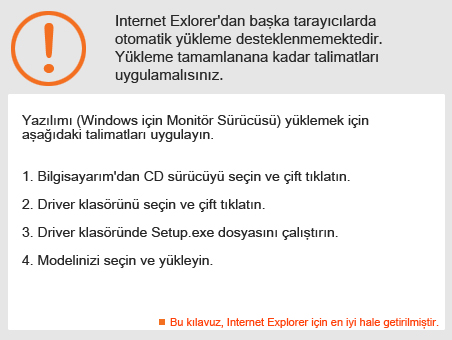 Internet Exlorer'dan başka tarayıcılarda
otomatik yükleme desteklenmemektedir.
Yükleme tamamlanana kadar talimatları
uygulamalısınız.
Yazılımı (Windows için Monitör Sürücüsü) yüklemek için
aşağıdaki talimatları uygulayın.
1. Bilgisayarım'dan CD sürücüyü seçin ve çift tıklatın.
2. Driver klasörünü seçin ve çift tıklatın.
3. Driver klasöründe Setup.exe dosyasını çalıştırın.
4. Modelinizi seçin ve yükleyin.
Bu kılavuz, Internet Explorer için en iyi hale getirilmiştir.